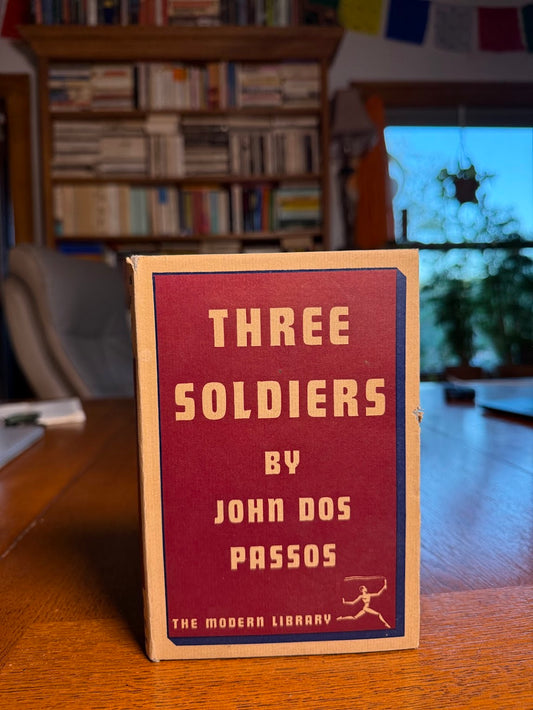 THREE
SOLDIERS
BY
JOHN DOS
PASSOS
THE MODERN LIBRARY